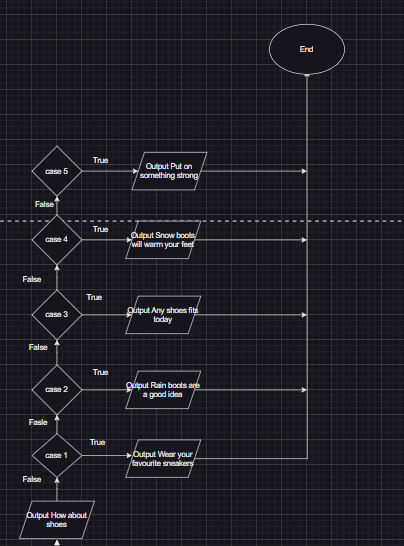 End
case 5
True
Output Put on
something strong
False
case 4
True
Output Snow boots
will warm your feet
False
case 3
True
Output Any shoes fits
today
False
case 2
True
Output Rain boots are
a good idea
Fasle
case 1
True
Output Wear your
favourite sneakers
False
Output How about
shoes